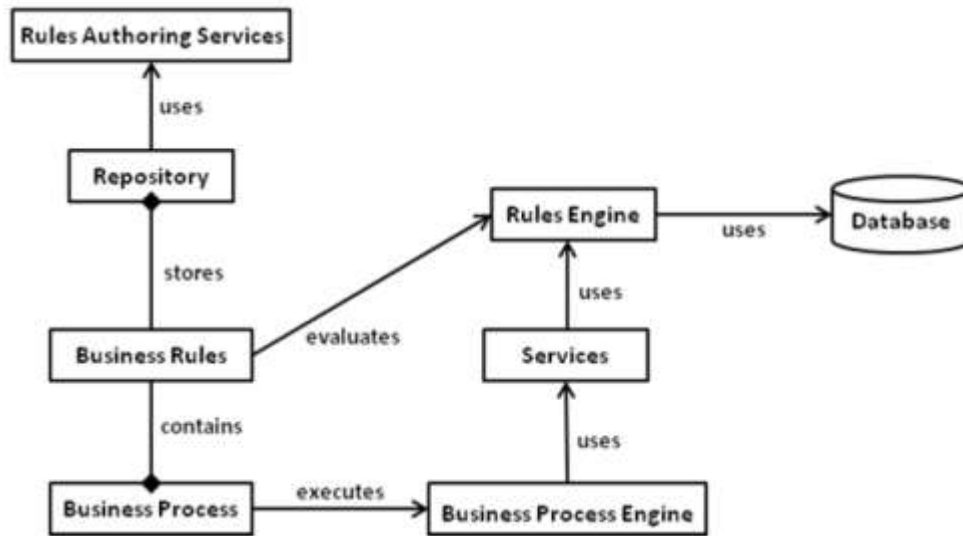 Rules Authoring Services
uses
Repository
Rules Engine
uses
Database
stores
uses
evaluates
Business Rules
Services
contains
uses
executes
Business Process
Business Process Engine